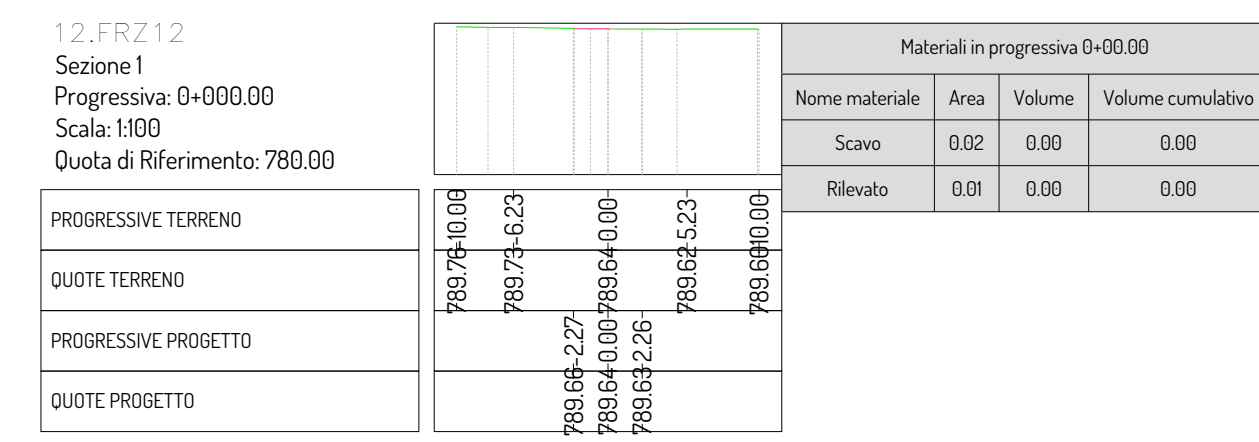 12.FRZ12
Sezione 1
Progressiva: 0+000.00
Scala: 1:100
Quota di Riferimento: 780.00
Materiali in progressiva 0+00.00
Nome materiale Area Volume Volume cumulativo
Scavo 0.02 0.00 0.00
Rilevato 0.01 0.00 0.00
PROGRESSIVE TERRENO
-10.00 -6.23 0.00 5.23 10.00
QUOTE TERRENO
789.76 789.73 789.64 789.62 789.60
PROGRESSIVE PROGETTO
-2.27 0.00 2.26
QUOTE PROGETTO
789.66 789.64 789.63